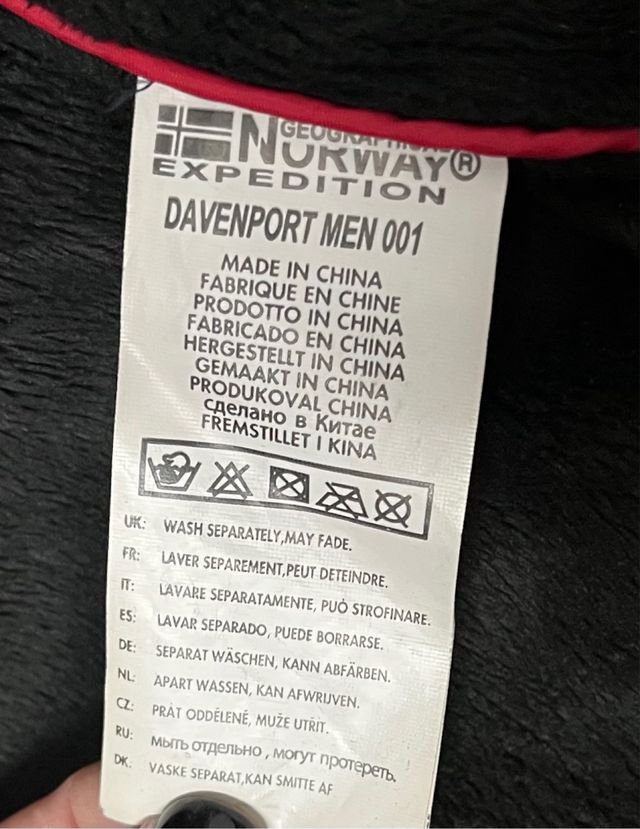 GEOGRAPHICAL
NORWAY®
EXPEDITION
DAVENPORT MEN 001
MADE IN CHINA
FABRIQUE EN CHINE
PRODOTTO IN CHINA
FABRICADO EN CHINA
HERGESTELLT IN CHINA
GEMAAKT IN CHINA
PRODUKOVAL CHINA
Сделано в Китае
FREMSTILLET I KINA
UK: WASH SEPARATELY,MAY FADE.
FR: LAVER SEPAREMENT,PEUT DETEINDRE.
IT: LAVARE SEPARATAMENTE, PUÒ STROFINARE.
ES: LAVAR SEPARADO, PUEDE BORRARSE.
DE: SEPARAT WÄSCHEN, KANN ABFÄRBEN.
NL: APART WASSEN, KAN AFWRIJVEN.
CZ: PRÁT ODDĚLENĚ, MUŽE UTŘIT.
RU: МЫТЬ ОТДЕЛЬНО , МОГУТ ПРОТЕРЕТЬ.
DK: VASKE SEPARAT,KAN SMITTE AF